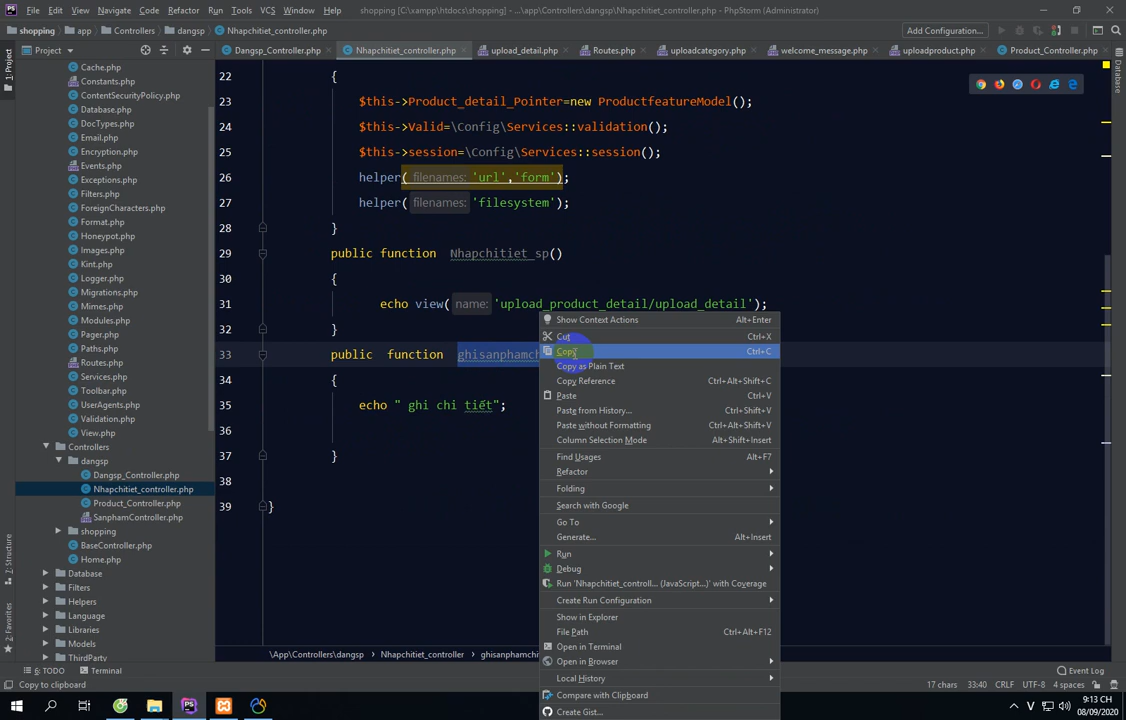 File Edit View Navigate Code Refactor Run Tools VCS Window Help shopping [C:\xampp\htdocs\shopping] - ...\app\Controllers\dangsp\Nhapchitiet_controller.php - PhpStorm (Administrator)
shopping app Controllers dangsp Nhapchitiet_controller.php Add Configuration...
Project
Dangsp_Controller.php Nhapchitiet_controller.php upload_detail.php Routes.php uploadcategory.php welcome_message.php uploadproduct.php Product_Controller.php
1: Project
Database
Cache.php
Constants.php
ContentSecurityPolicy.php
Database.php
DocTypes.php
Email.php
Encryption.php
Events.php
Exceptions.php
Filters.php
ForeignCharacters.php
Format.php
Honeypot.php
Images.php
Kint.php
Logger.php
Migrations.php
Mimes.php
Modules.php
Pager.php
Paths.php
Routes.php
Services.php
Toolbar.php
UserAgents.php
Validation.php
View.php
Controllers
dangsp
Dangsp_Controller.php
Nhapchitiet_controller.php
Product_Controller.php
SanphamController.php
shopping
BaseController.php
Home.php
Database
Filters
Helpers
Language
Libraries
Models
ThirdParty
Z: Structure
2: Favorites
22 {
23 $this->Product_detail_Pointer=new ProductfeatureModel();
24 $this->Valid=\Config\Services::validation();
25 $this->session=\Config\Services::session();
26 helper( filenames: 'url','form');
27 helper( filenames: 'filesystem');
28 }
29 public function Nhapchitiet_sp()
30 {
31 echo view( name: 'upload_product_detail/upload_detail');
32 }
33 public function ghisanphamch
34 {
35 echo " ghi chi tiết";
36
37 }
38
39 }
Show Context Actions Alt+Enter
Cut Ctrl+X
Copy Ctrl+C
Copy as Plain Text
Copy Reference Ctrl+Alt+Shift+C
Paste Ctrl+V
Paste from History... Ctrl+Shift+V
Paste without Formatting Ctrl+Alt+Shift+V
Column Selection Mode Alt+Shift+Insert
Find Usages Alt+F7
Refactor
Folding
Search with Google
Go To
Generate... Alt+Insert
Run
Debug
Run 'Nhapchitiet_controll... (JavaScript...)' with Coverage
Create Run Configuration
Show in Explorer
File Path Ctrl+Alt+F12
Open in Terminal
Open in Browser
Local History
Compare with Clipboard
Create Gist...
\App\Controllers\dangsp Nhapchitiet_controller ghisanphamchi
6: TODO Terminal Event Log
Copy to clipboard 17 chars 33:40 CRLF UTF-8 4 spaces
PS
V
9:13 CH
08/09/2020